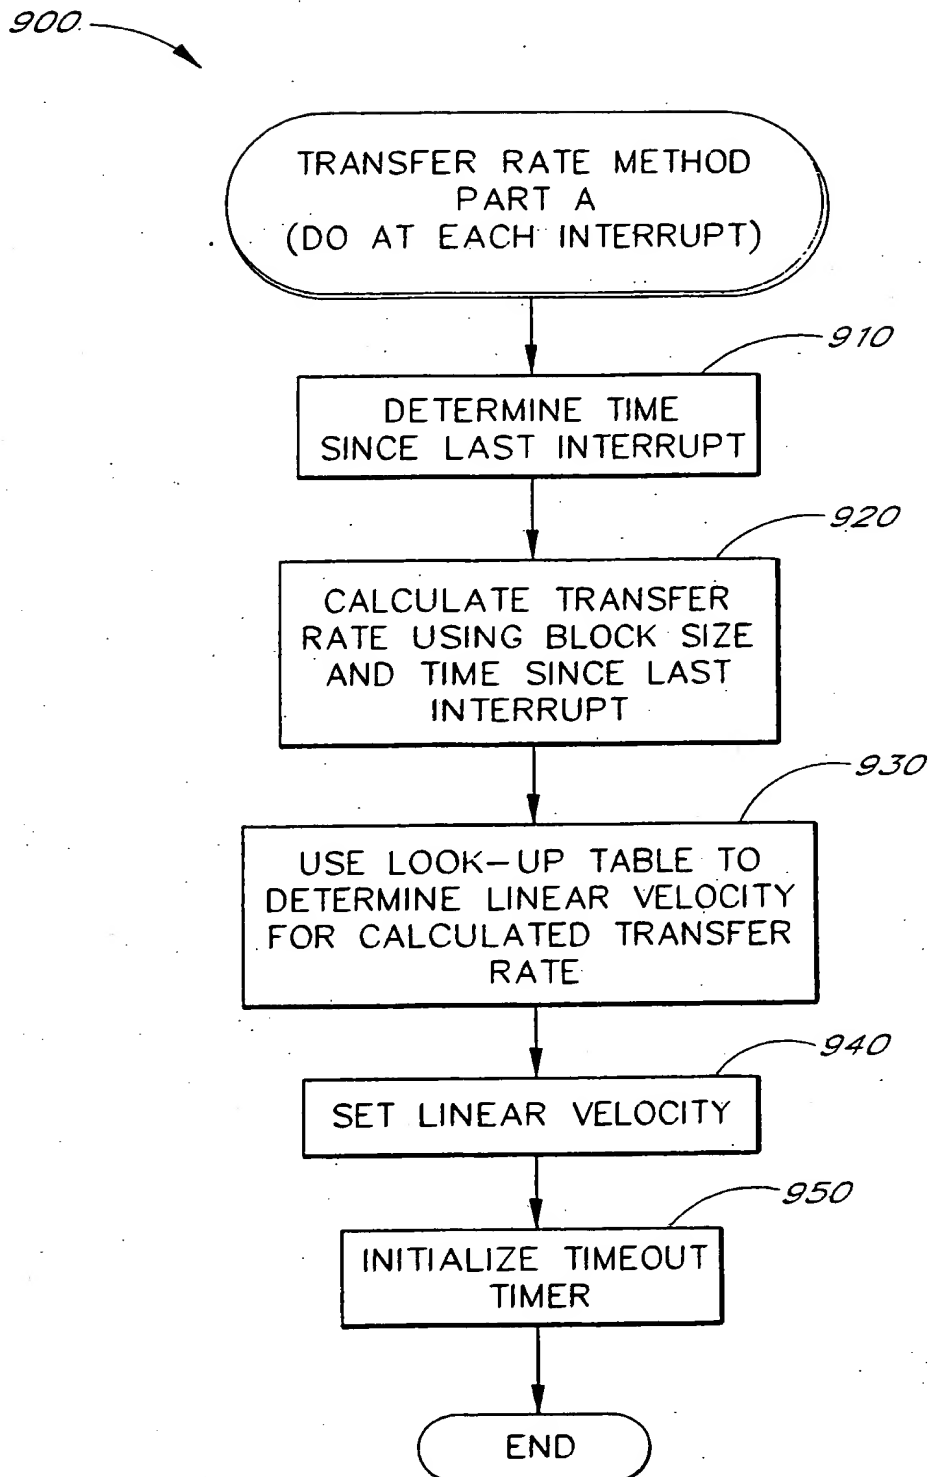 900
TRANSFER RATE METHOD
PART A
(DO AT EACH INTERRUPT)
910
DETERMINE TIME
SINCE LAST INTERRUPT
920
CALCULATE TRANSFER
RATE USING BLOCK SIZE
AND TIME SINCE LAST
INTERRUPT
930
USE LOOK-UP TABLE TO
DETERMINE LINEAR VELOCITY
FOR CALCULATED TRANSFER
RATE
940
SET LINEAR VELOCITY
950
INITIALIZE TIMEOUT
TIMER
END